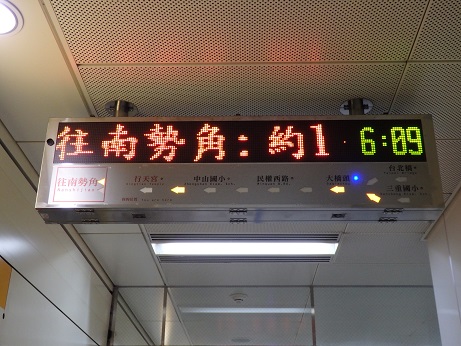 往南勢角:約1 6:09
往南勢角 行天宮 中山國小 民權西路 大橋頭 台北橋
三重國小